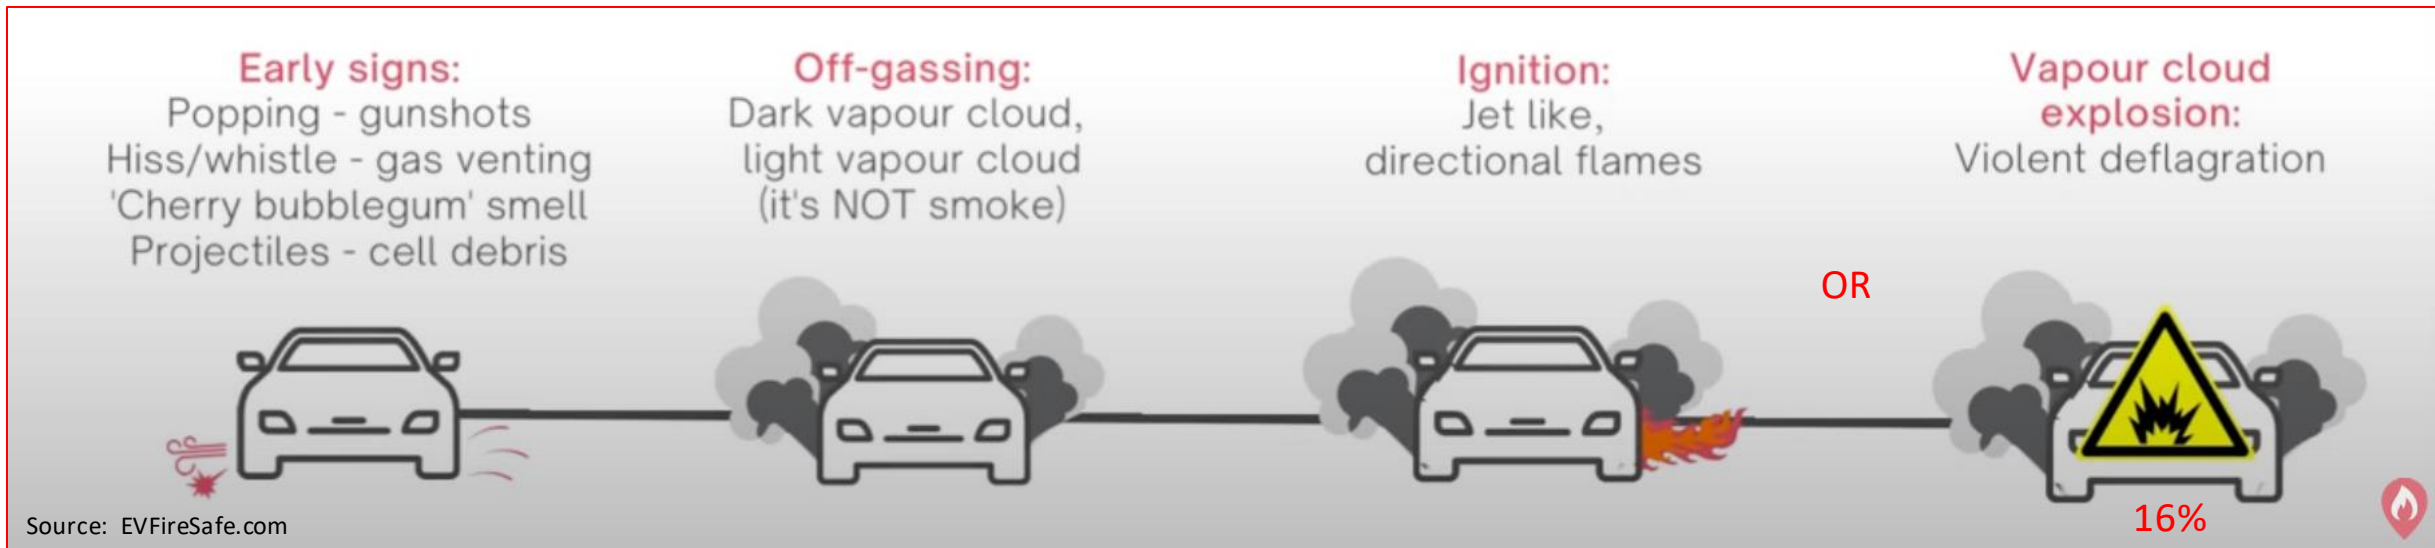 Early signs:
Popping - gunshots
Hiss/whistle - gas venting
'Cherry bubblegum' smell
Projectiles - cell debris
Off-gassing:
Dark vapour cloud,
light vapour cloud
(it's NOT smoke)
Ignition:
Jet like,
directional flames
OR
Vapour cloud
explosion:
Violent deflagration
16%
Source: EVFireSafe.com